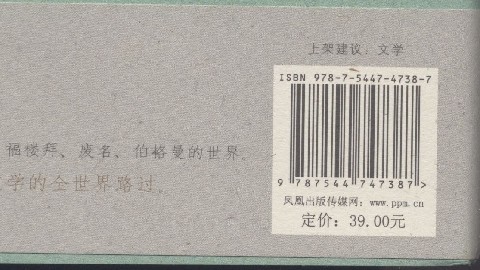 上架建议：文学
ISBN 978-7-5447-4738-7
9 787544 747387 >
福楼拜、废名、伯格曼的世界
学的全世界路过
凤凰出版传媒网：www.ppm.cn
定价：39.00元